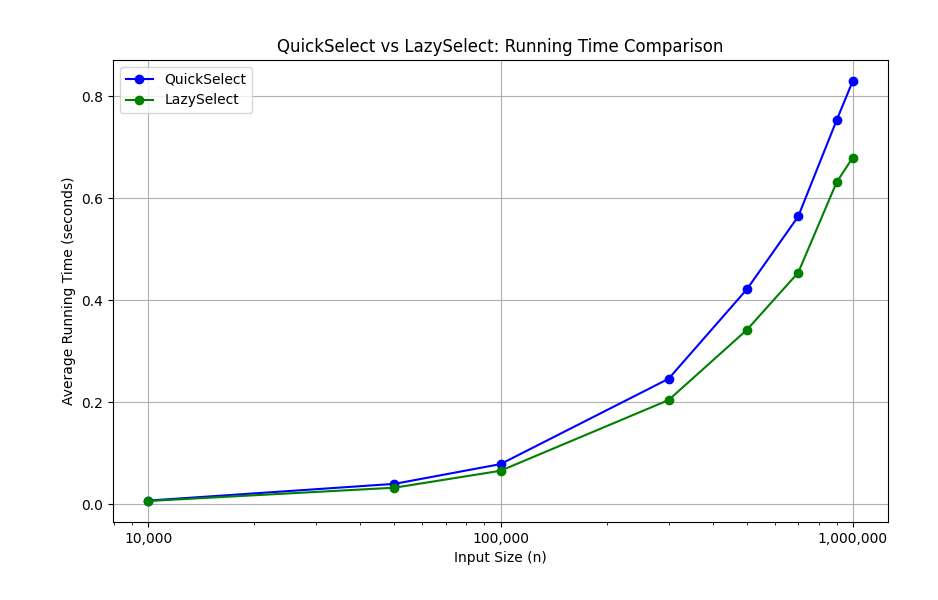 QuickSelect vs LazySelect: Running Time Comparison
QuickSelect
LazySelect
Average Running Time (seconds)
0.8
0.6
0.4
0.2
0.0
10,000
100,000
1,000,000
Input Size (n)